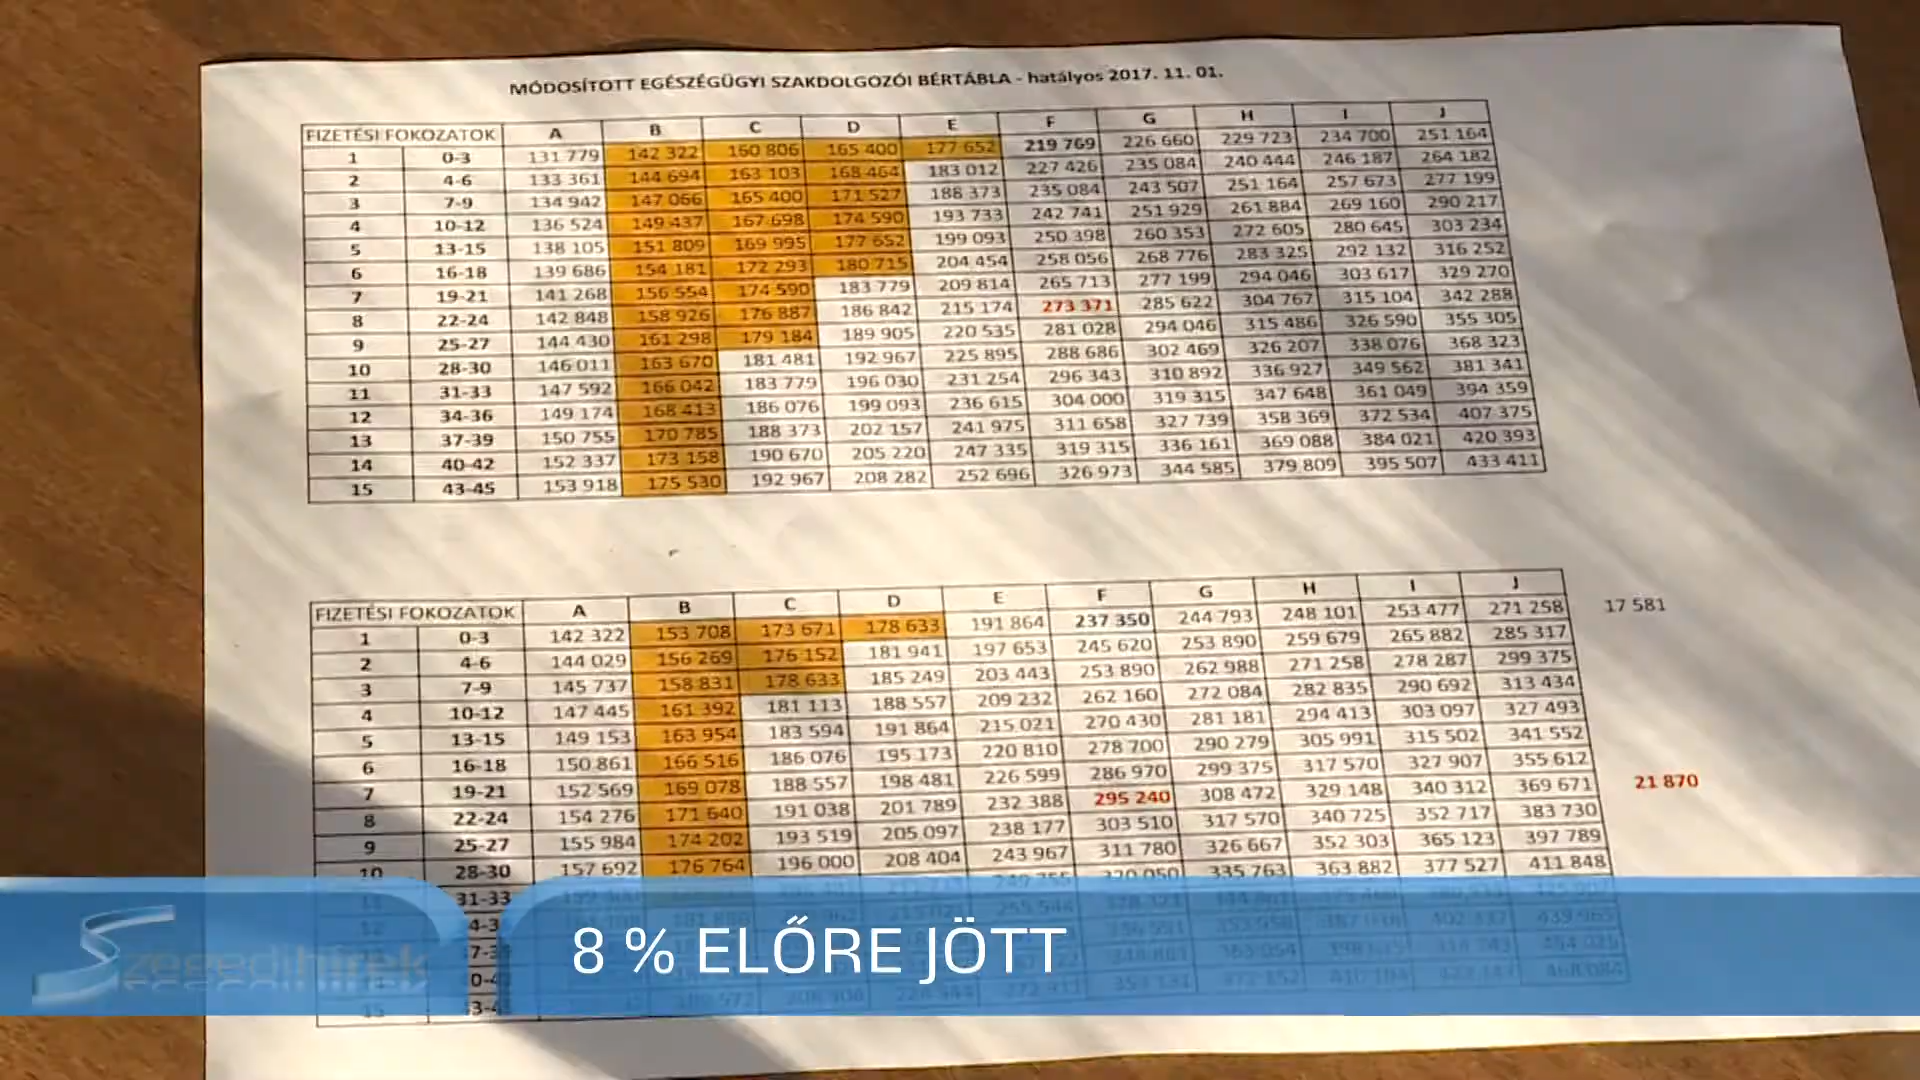 MÓDOSÍTOTT EGÉSZÉGÜGYI SZAKDOLGOZÓI BÉRTÁBLA - hatályos 2017. 11. 01.
FIZETÉSI FOKOZATOK A B C D E F G H I J
1 0-3 131 779 142 322 160 806 165 400 177 652 219 769 226 660 229 723 234 700 251 164
2 4-6 133 361 144 694 163 103 168 464 183 012 227 426 235 084 240 444 246 187 264 182
3 7-9 134 942 147 066 165 400 171 527 188 373 235 084 243 507 251 164 257 673 277 199
4 10-12 136 524 149 437 167 698 174 590 193 733 242 741 251 929 261 884 269 160 290 217
5 13-15 138 105 151 809 169 995 177 652 199 093 250 398 260 353 272 605 280 645 303 234
6 16-18 139 686 154 181 172 293 180 715 204 454 258 056 268 776 283 325 292 132 316 252
7 19-21 141 268 156 554 174 590 183 779 209 814 265 713 277 199 294 046 303 617 329 270
8 22-24 142 848 158 926 176 887 186 842 215 174 273 371 285 622 304 767 315 104 342 288
9 25-27 144 430 161 298 179 184 189 905 220 535 281 028 294 046 315 486 326 590 355 305
10 28-30 146 011 163 670 181 481 192 967 225 895 288 686 302 469 326 207 338 076 368 323
11 31-33 147 592 166 042 183 779 196 030 231 254 296 343 310 892 336 927 349 562 381 341
12 34-36 149 174 168 413 186 076 199 093 236 615 304 000 319 315 347 648 361 049 394 359
13 37-39 150 755 170 785 188 373 202 157 241 975 311 658 327 739 358 369 372 534 407 375
14 40-42 152 337 173 158 190 670 205 220 247 335 319 315 336 161 369 088 384 021 420 393
15 43-45 153 918 175 530 192 967 208 282 252 696 326 973 344 585 379 809 395 507 433 411
FIZETÉSI FOKOZATOK A B C D E F G H I J
1 0-3 142 322 153 708 173 671 178 633 191 864 237 350 244 793 248 101 253 477 271 258 17 581
2 4-6 144 029 156 269 176 152 181 941 197 653 245 620 253 890 259 679 265 882 285 317
3 7-9 145 737 158 831 178 633 185 249 203 443 253 890 262 988 271 258 278 287 299 375
4 10-12 147 445 161 392 181 113 188 557 209 232 262 160 272 084 282 835 290 692 313 434
5 13-15 149 153 163 954 183 594 191 864 215 021 270 430 281 181 294 413 303 097 327 493
6 16-18 150 861 166 516 186 076 195 173 220 810 278 700 290 279 305 991 315 502 341 552
7 19-21 152 569 169 078 188 557 198 481 226 599 286 970 299 375 317 570 327 907 355 612
8 22-24 154 276 171 640 191 038 201 789 232 388 295 240 308 472 329 148 340 312 369 671 21 870
9 25-27 155 984 174 202 193 519 205 097 238 177 303 510 317 570 340 725 352 717 383 730
10 28-30 157 692 176 764 196 000 208 404 243 967 311 780 326 667 352 303 365 123 397 789
320 050 335 763 363 882 377 527 411 848
31-33
Szegedihírek
8 % ELŐRE JÖTT